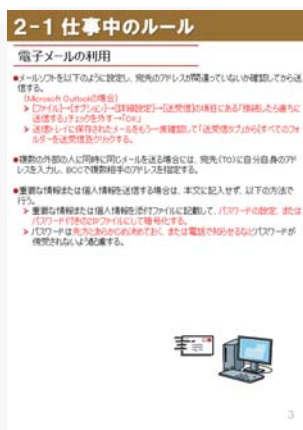 2-1 仕事中のルール
電子メールの利用
●メールソフトを以下のように設定し、宛先のアドレスが間違っていないか確認してから送
信する。
(Microsoft Outlookの場合)
➤ [ファイル]→[オプション]→[詳細設定]→[送受信]の項目にある「接続したら直ちに
送信する」チェックを外す→「OK」
➤ 送信トレイに保存されたメールをもう一度確認して「送受信タブ」から[すべてのフォ
ルダーを送受信]をクリックする。
●複数の外部の人に同時に同じメールを送る場合には、宛先(TO)に自分自身のアド
レスを入力し、BCCで複数相手のアドレスを指定する。
●重要な情報または個人情報を送信する場合は、本文に記入せず、以下の方法で
行う。
➤ 重要な情報または個人情報を添付ファイルに記載して、パスワードの設定、または
パスワード付きのZIPファイルにして暗号化する。
➤ パスワードは先方とあらかじめ決めておく、または電話で知らせるなどパスワードが
傍受されないよう配慮する。
3